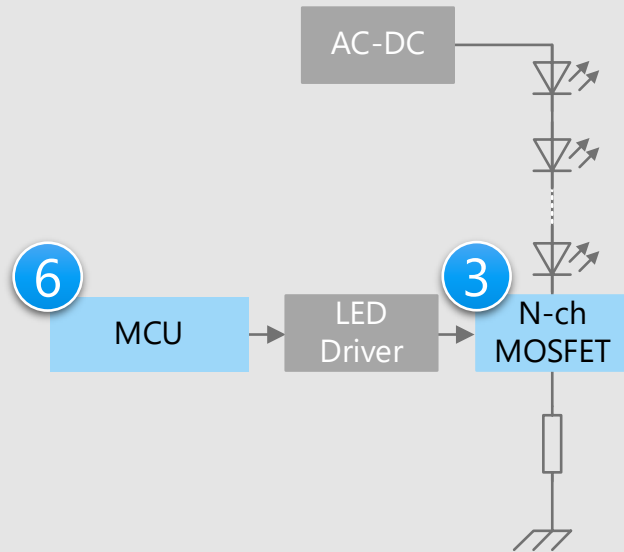 AC-DC
6
MCU
LED
Driver
3
N-ch
MOSFET